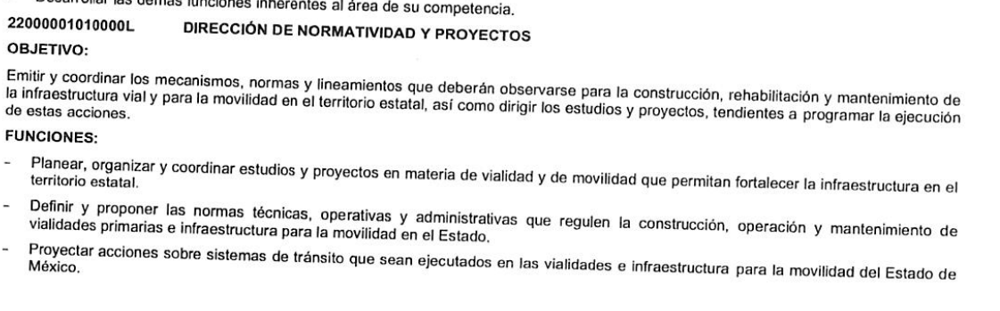 Desarrollar las demás funciones inherentes al área de su competencia.
22000001010000L DIRECCIÓN DE NORMATIVIDAD Y PROYECTOS
OBJETIVO:
Emitir y coordinar los mecanismos, normas y lineamientos que deberán observarse para la construcción, rehabilitación y mantenimiento de
la infraestructura vial y para la movilidad en el territorio estatal, así como dirigir los estudios y proyectos, tendientes a programar la ejecución
de estas acciones.
FUNCIONES:
- Planear, organizar y coordinar estudios y proyectos en materia de vialidad y de movilidad que permitan fortalecer la infraestructura en el
territorio estatal.
- Definir y proponer las normas técnicas, operativas y administrativas que regulen la construcción, operación y mantenimiento de
vialidades primarias e infraestructura para la movilidad en el Estado.
- Proyectar acciones sobre sistemas de tránsito que sean ejecutados en las vialidades e infraestructura para la movilidad del Estado de
México.